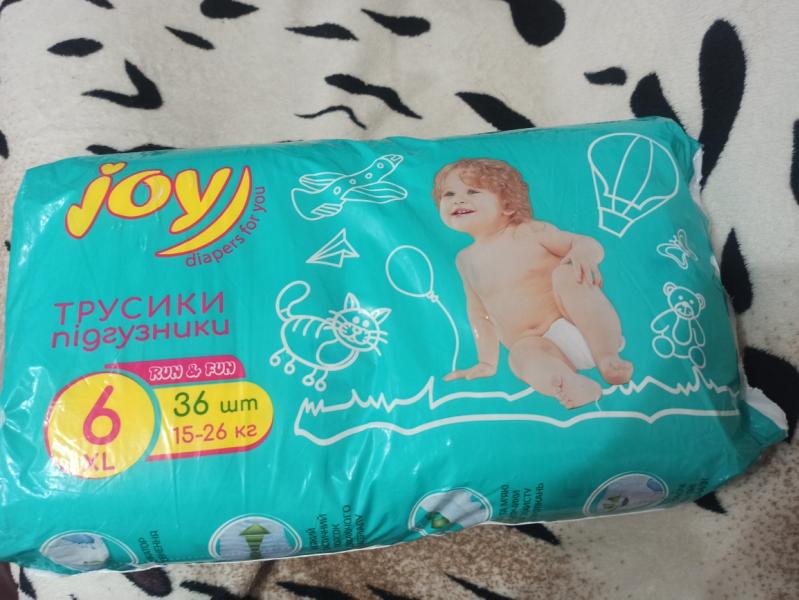 joy
diapers for you
ТРУСИКИ
підгузники
RUN & FUN
6
XL
36 шт
15-26 кг